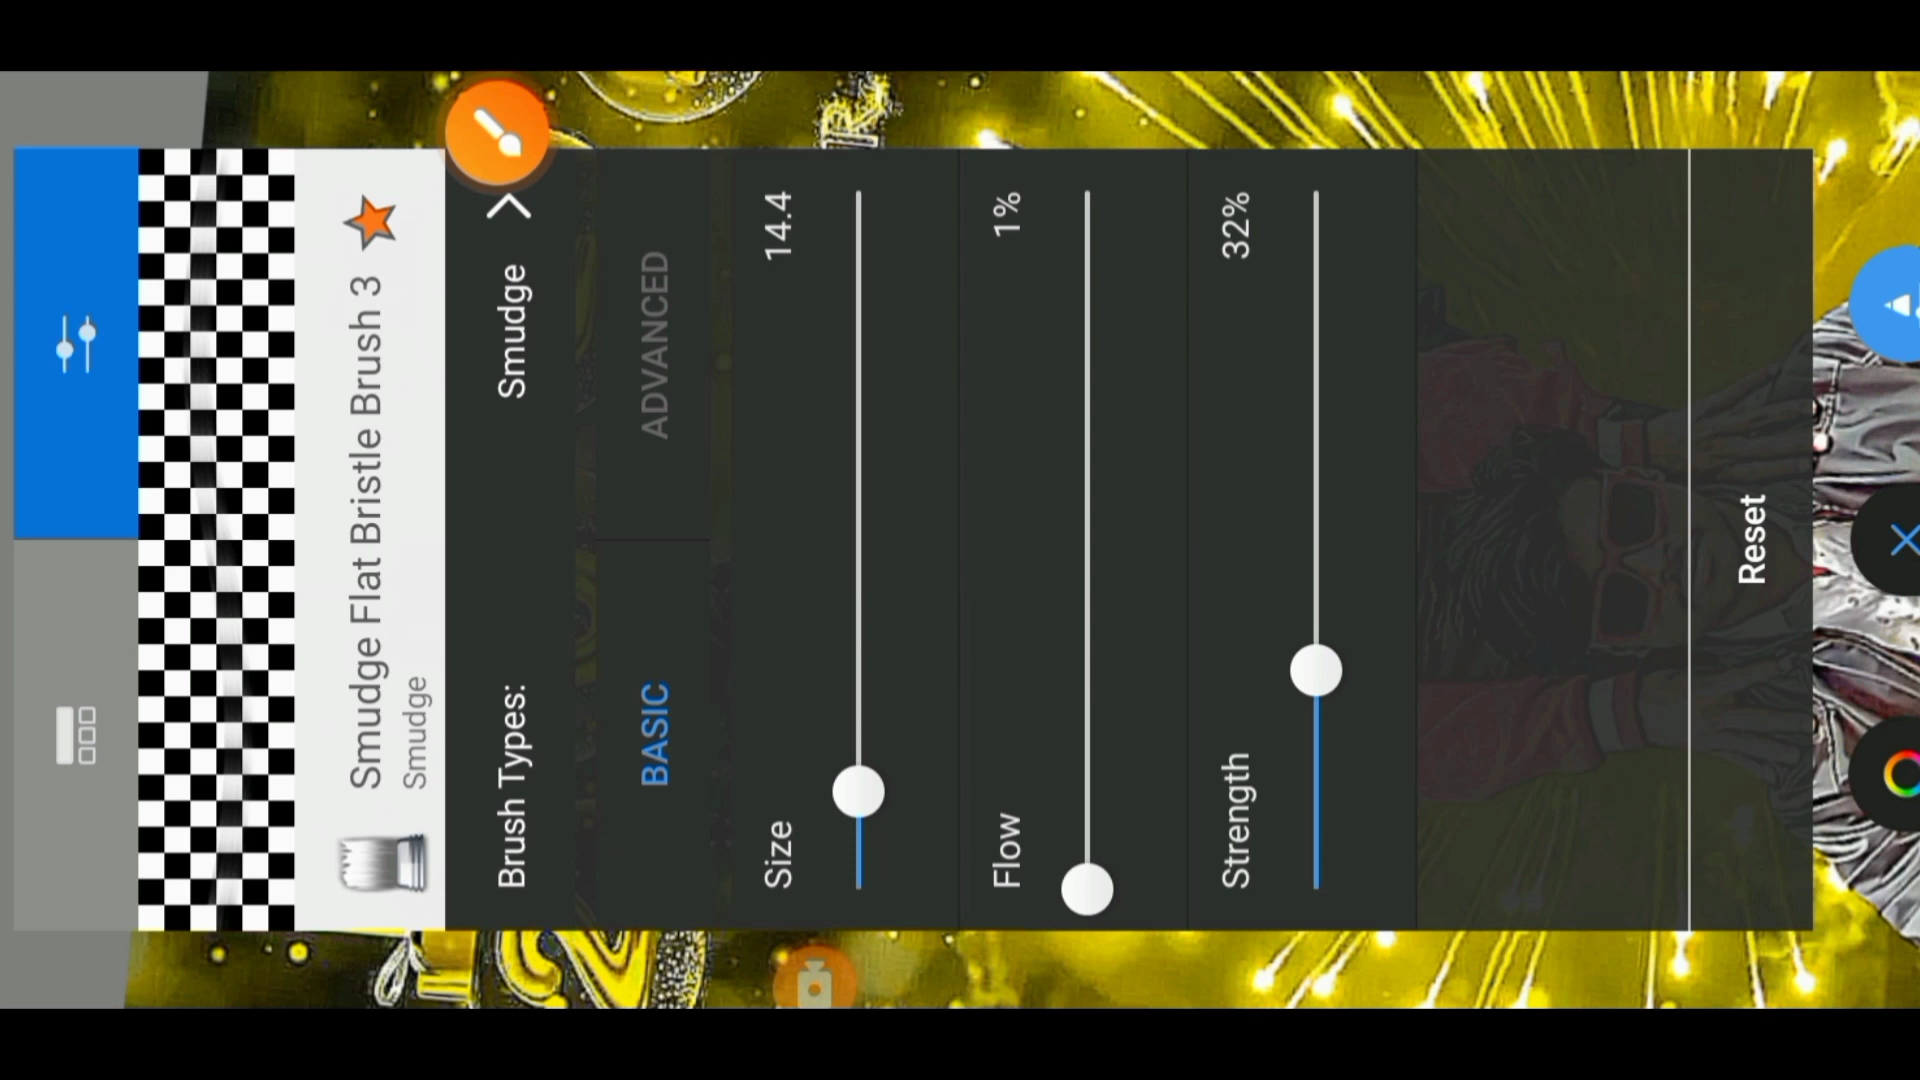 Smudge Flat Bristle Brush 3
Smudge
Brush Types:
Smudge
BASIC
ADVANCED
Size
14.4
Flow
1%
Strength
32%
Reset